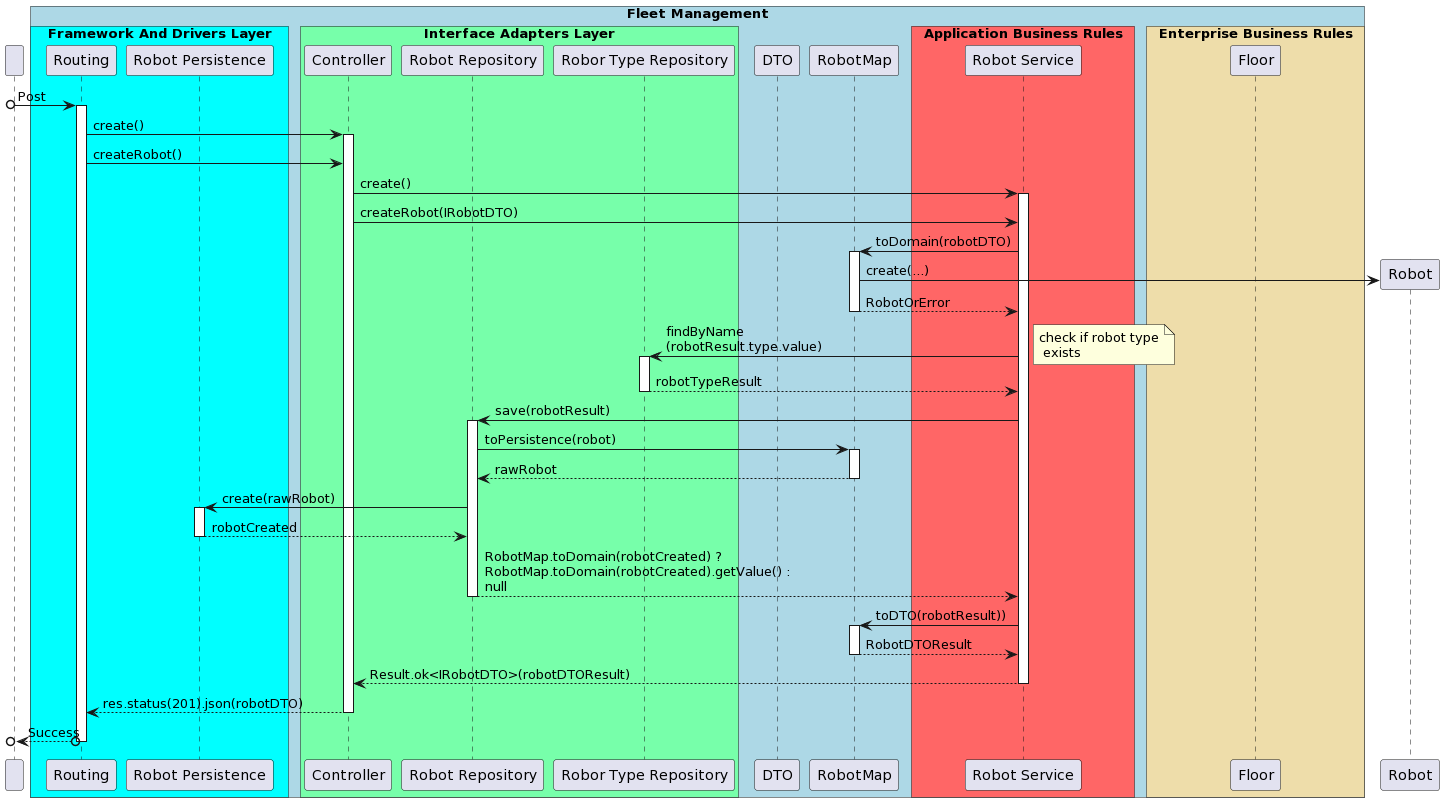 Fleet Management
Framework And Drivers Layer
Interface Adapters Layer
Application Business Rules
Enterprise Business Rules
Routing
Robot Persistence
Controller
Robot Repository
Robor Type Repository
DTO
RobotMap
Robot Service
Floor
Post
create()
createRobot()
create()
createRobot(IRobotDTO)
toDomain(robotDTO)
create(...)
Robot
RobotOrError
findByName
(robotResult.type.value)
check if robot type
exists
robotTypeResult
save(robotResult)
toPersistence(robot)
rawRobot
create(rawRobot)
robotCreated
RobotMap.toDomain(robotCreated) ?
RobotMap.toDomain(robotCreated).getValue() :
null
toDTO(robotResult))
RobotDTOResult
Result.ok<IRobotDTO>(robotDTOResult)
res.status(201).json(robotDTO)
Success
Routing
Robot Persistence
Controller
Robot Repository
Robor Type Repository
DTO
RobotMap
Robot Service
Floor
Robot